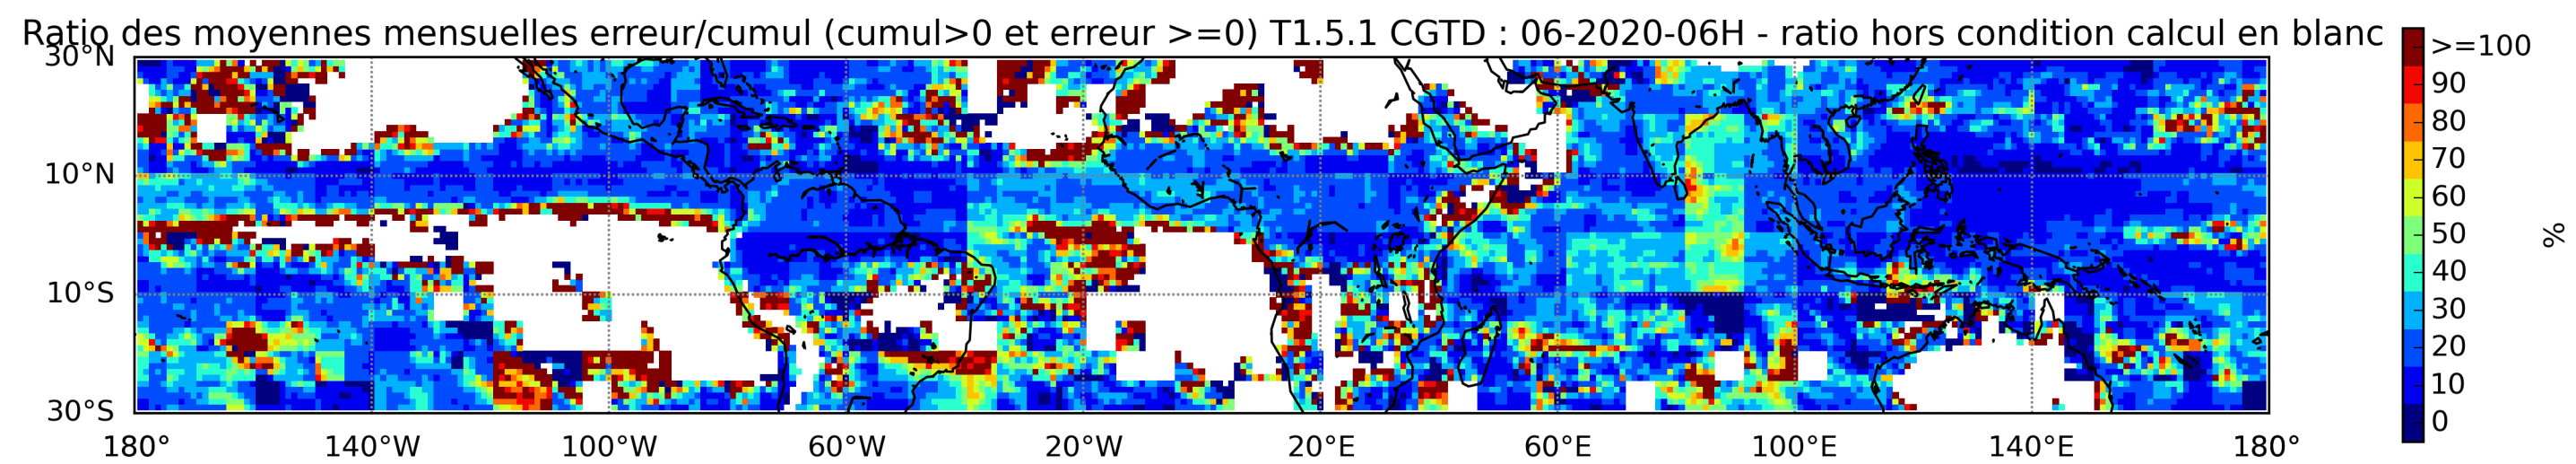 Ratio des moyennes mensuelles erreur/cumul (cumul>0 et erreur >=0) T1.5.1 CGTD : 06-2020-06H - ratio hors condition calcul en blanc
30°N
10°N
10°S
30°S
180°
140°W
100°W
60°W
20°W
20°E
60°E
100°E
140°E
180°
>=100
90
80
70
60
50
40
30
20
10
0
%